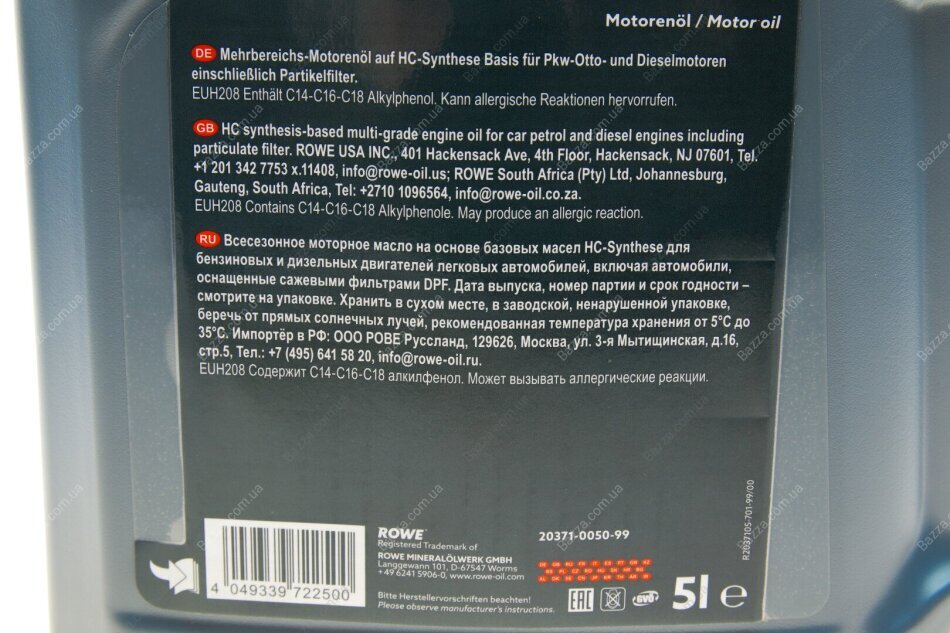 Motorenöl / Motor oil
DE Mehrbereichs-Motorenöl auf HC-Synthese Basis für Pkw-Otto- und Dieselmotoren
einschließlich Partikelfilter.
EUH208 Enthält C14-C16-C18 Alkylphenol. Kann allergische Reaktionen hervorrufen.
GB HC synthesis-based multi-grade engine oil for car petrol and diesel engines including
particulate filter. ROWE USA INC., 401 Hackensack Ave, 4th Floor, Hackensack, NJ 07601, Tel.
+1 201 342 7753 x.11408, info@rowe-oil.us; ROWE South Africa (Pty) Ltd, Johannesburg,
Gauteng, South Africa, Tel: +2710 1096564, info@rowe-oil.co.za.
EUH208 Contains C14-C16-C18 Alkylphenole. May produce an allergic reaction.
RU Всесезонное моторное масло на основе базовых масел HC-Synthese для
бензиновых и дизельных двигателей легковых автомобилей, включая автомобили,
оснащенные сажевыми фильтрами DPF. Дата выпуска, номер партии и срок годности –
смотрите на упаковке. Хранить в сухом месте, в заводской, ненарушенной упаковке,
беречь от прямых солнечных лучей, рекомендованная температура хранения от 5°С до
35°С. Импортёр в РФ: ООО РОВЕ Руссланд, 129626, Москва, ул. 3-я Мытищинская, д.16,
стр.5, Тел.: +7 (495) 641 58 20, info@rowe-oil.ru.
EUH208 Содержит C14-C16-C18 алкилфенол. Может вызывать аллергические реакции.
R2037105-701-99/00
4 049339 722500
ROWE
Registered Trademark of
ROWE MINERALÖLWERK GMBH
Langgewann 101, D-67547 Worms
+49 6241 5906-0, www.rowe-oil.com
Bitte Herstellervorschriften beachten!
Please observe manufacturer's instructions.
20371-0050-99
EAC
GVÖ
5l e
Bazza.com.ua